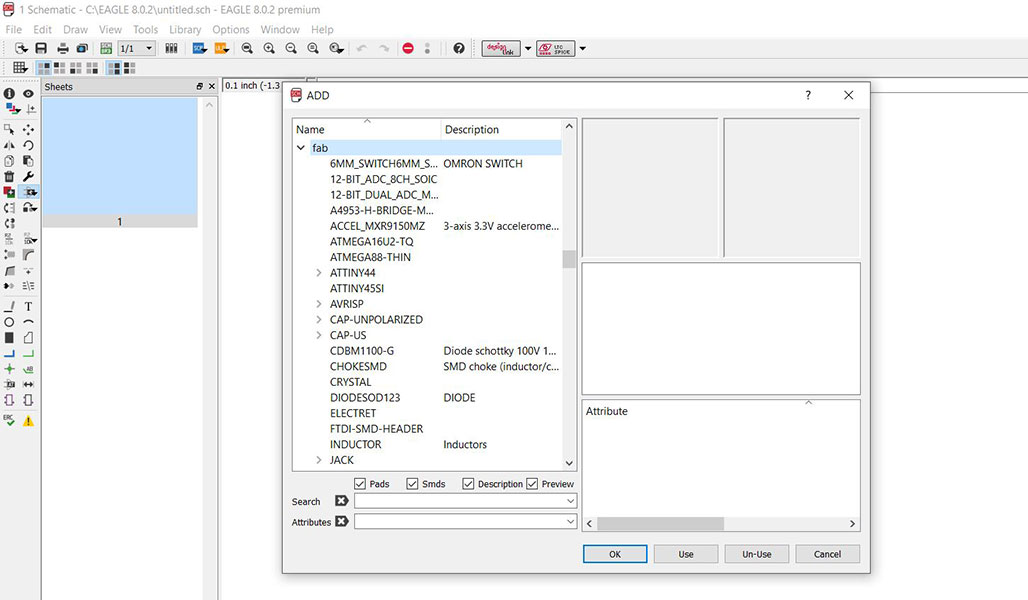 1 Schematic - C:\EAGLE 8.0.2\untitled.sch - EAGLE 8.0.2 premium
File Edit Draw View Tools Library Options Window Help
1/1
design link
Sheets
0.1 inch (-1.3
1
ADD
Name Description
fab
6MM_SWITCH6MM_S... OMRON SWITCH
12-BIT_ADC_8CH_SOIC
12-BIT_DUAL_ADC_M...
A4953-H-BRIDGE-M...
ACCEL_MXR9150MZ 3-axis 3.3V accelerome...
ATMEGA16U2-TQ
ATMEGA88-THIN
ATTINY44
ATTINY45SI
AVRISP
CAP-UNPOLARIZED
CAP-US
CDBM1100-G Diode schottky 100V 1...
CHOKESMD SMD choke (inductor/c...
CRYSTAL
DIODESOD123 DIODE
ELECTRET
FTDI-SMD-HEADER
INDUCTOR Inductors
JACK
Pads Smds Description Preview
Search
Attributes
Attribute
OK Use Un-Use Cancel